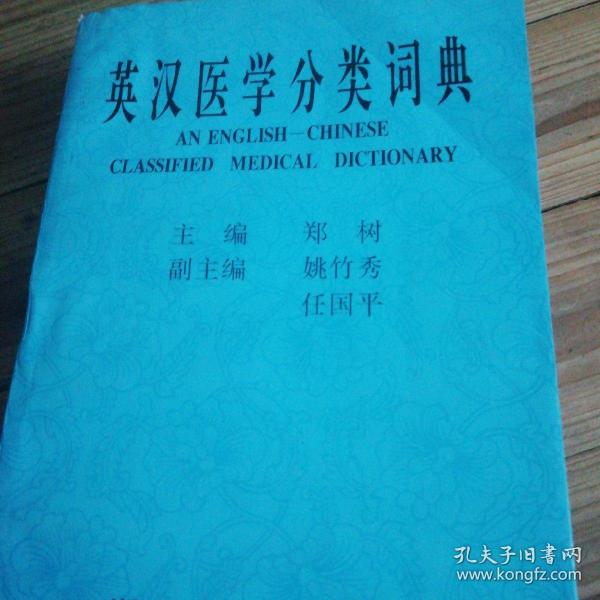 英汉医学分类词典
AN ENGLISH—CHINESE
CLASSIFIED MEDICAL DICTIONARY
主 编 郑 树
副主编 姚竹秀
任国平
孔夫子旧书网
www.kongfz.com